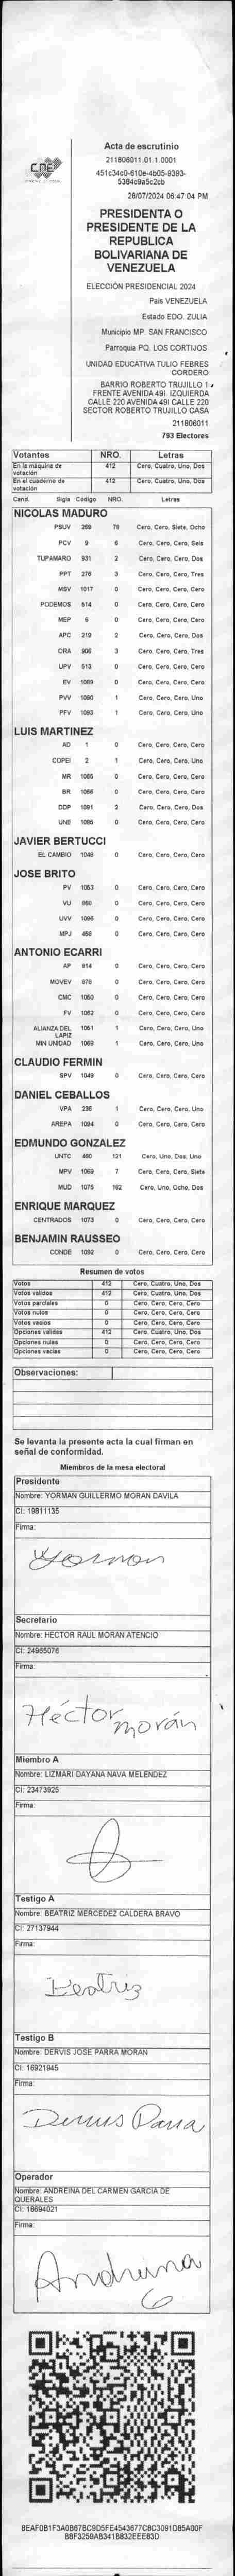 CNE
Acta de escrutinio
211806011.01.1.0001
28/07/2024 06:47:04 PM
PRESIDENTA O
PRESIDENTE DE LA
REPUBLICA
BOLIVARIANA DE
VENEZUELA
ELECCIÓN PRESIDENCIAL 2024
País VENEZUELA
Estado EDO. ZULIA
Municipio MP. SAN FRANCISCO
Parroquia PQ. LOS CORTIJOS
UNIDAD EDUCATIVA TULIO FEBRES
CORDERO
BARRIO ROBERTO TRUJILLO 1
FRENTE AVENIDA 49I. IZQUIERDA
CALLE 220 AVENIDA 49I CALLE 220
SECTOR ROBERTO TRUJILLO CASA
211806011
793 Electores
Votantes NRO. Letras
En la máquina de votación 412 Cero, Cuatro, Uno, Dos
En el cuaderno de votación 412 Cero, Cuatro, Uno, Dos
Cand. Sigla Código NRO. Letras
NICOLAS MADURO
PSUV 269 78 Cero, Cero, Siete, Ocho
PCV 9 6 Cero, Cero, Cero, Seis
TUPAMARO 931 2 Cero, Cero, Cero, Dos
PPT 276 3 Cero, Cero, Cero, Tres
MSV 1017 0 Cero, Cero, Cero, Cero
PODEMOS 514 0 Cero, Cero, Cero, Cero
MEP 6 0 Cero, Cero, Cero, Cero
APC 219 2 Cero, Cero, Cero, Dos
ORA 906 3 Cero, Cero, Cero, Tres
UPV 613 0 Cero, Cero, Cero, Cero
EV 1089 0 Cero, Cero, Cero, Cero
PVV 1090 1 Cero, Cero, Cero, Uno
PFV 1093 1 Cero, Cero, Cero, Uno
LUIS MARTINEZ
AD 1 0 Cero, Cero, Cero, Cero
COPEI 2 1 Cero, Cero, Cero, Uno
MR 1065 0 Cero, Cero, Cero, Cero
BR 1066 0 Cero, Cero, Cero, Cero
DDP 1091 2 Cero, Cero, Cero, Dos
UNE 1095 0 Cero, Cero, Cero, Cero
JAVIER BERTUCCI
EL CAMBIO 1046 0 Cero, Cero, Cero, Cero
JOSE BRITO
PV 1053 0 Cero, Cero, Cero, Cero
VU 868 0 Cero, Cero, Cero, Cero
UVV 1096 0 Cero, Cero, Cero, Cero
MPJ 458 0 Cero, Cero, Cero, Cero
ANTONIO ECARRI
AP 914 0 Cero, Cero, Cero, Cero
MOVEV 978 0 Cero, Cero, Cero, Cero
CMC 1050 0 Cero, Cero, Cero, Cero
FV 1082 0 Cero, Cero, Cero, Cero
ALIANZA DEL LAPIZ 1061 1 Cero, Cero, Cero, Uno
MIN UNIDAD 1068 1 Cero, Cero, Cero, Uno
CLAUDIO FERMIN
SPV 1049 0 Cero, Cero, Cero, Cero
DANIEL CEBALLOS
VPA 236 1 Cero, Cero, Cero, Uno
AREPA 1094 0 Cero, Cero, Cero, Cero
EDMUNDO GONZALEZ
UNTC 460 121 Cero, Uno, Dos, Uno
MPV 1069 7 Cero, Cero, Cero, Siete
MUD 1075 182 Cero, Uno, Ocho, Dos
ENRIQUE MARQUEZ
CENTRADOS 1073 0 Cero, Cero, Cero, Cero
BENJAMIN RAUSSEO
CONDE 1092 0 Cero, Cero, Cero, Cero
Resumen de votos
Votos 412 Cero, Cuatro, Uno, Dos
Votos válidos 412 Cero, Cuatro, Uno, Dos
Votos parciales 0 Cero, Cero, Cero, Cero
Votos nulos 0 Cero, Cero, Cero, Cero
Votos vacíos 0 Cero, Cero, Cero, Cero
Opciones válidas 412 Cero, Cuatro, Uno, Dos
Opciones nulas 0 Cero, Cero, Cero, Cero
Opciones vacías 0 Cero, Cero, Cero, Cero
Observaciones:
Se levanta la presente acta la cual firman en
señal de conformidad.
Miembros de la mesa electoral
Presidente
Nombre: YORMAN GUILLERMO MORAN DAVILA
CI: 19811135
Firma:
Yorman
Secretario
Nombre: HECTOR RAUL MORAN ATENCIO
CI: 24965076
Firma:
Héctor
morán
Miembro A
Nombre: LIZMARI DAYANA NAVA MELENDEZ
CI: 23473925
Firma:
Testigo A
Nombre: BEATRIZ MERCEDEZ CALDERA BRAVO
CI: 27137944
Firma:
Beatriz
Testigo B
Nombre: DERVIS JOSE PARRA MORAN
CI: 16921945
Firma:
Dervis Parra
Operador
Nombre: ANDREINA DEL CARMEN GARCIA DE
QUERALES
CI: 18694021
Firma:
Andreina
G